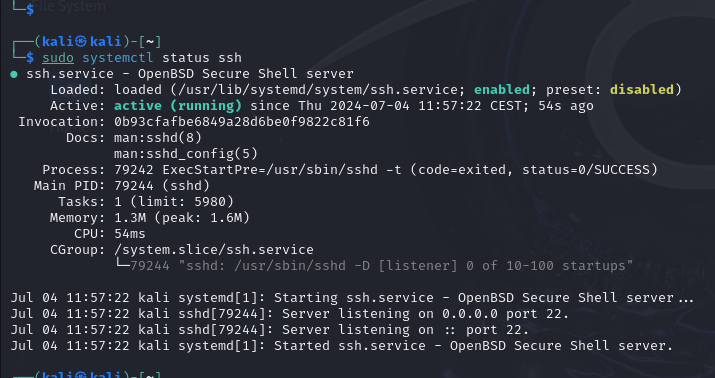 └─$
File System
┌──(kali㉿kali)-[~]
└─$ sudo systemctl status ssh
● ssh.service - OpenBSD Secure Shell server
Loaded: loaded (/usr/lib/systemd/system/ssh.service; enabled; preset: disabled)
Active: active (running) since Thu 2024-07-04 11:57:22 CEST; 54s ago
Invocation: 0b93cfafbe6849a28d6be0f9822c81f6
Docs: man:sshd(8)
man:sshd_config(5)
Process: 79242 ExecStartPre=/usr/sbin/sshd -t (code=exited, status=0/SUCCESS)
Main PID: 79244 (sshd)
Tasks: 1 (limit: 5980)
Memory: 1.3M (peak: 1.6M)
CPU: 54ms
CGroup: /system.slice/ssh.service
└─79244 "sshd: /usr/sbin/sshd -D [listener] 0 of 10-100 startups"
Jul 04 11:57:22 kali systemd[1]: Starting ssh.service - OpenBSD Secure Shell server...
Jul 04 11:57:22 kali sshd[79244]: Server listening on 0.0.0.0 port 22.
Jul 04 11:57:22 kali sshd[79244]: Server listening on :: port 22.
Jul 04 11:57:22 kali systemd[1]: Started ssh.service - OpenBSD Secure Shell server.
┌──(kali㉿kali)-[~]